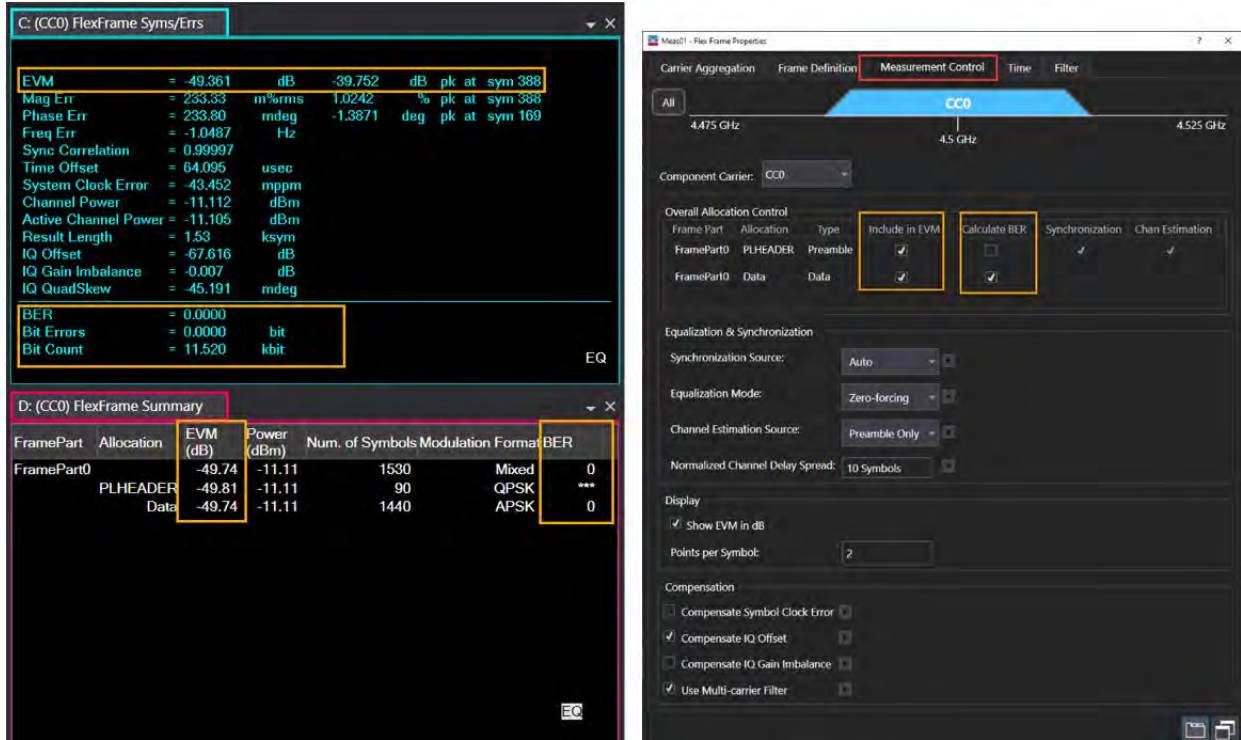 C: (CC0) FlexFrame Syms/Errs
EVM = -49.361 dB -39.752 dB pk at sym 388
Mag Err = 233.33 m%rms 1.0242 % pk at sym 388
Phase Err = 233.80 mdeg -1.3871 deg pk at sym 169
Freq Err = -1.0487 Hz
Sync Correlation = 0.99997
Time Offset = 64.095 usec
System Clock Error = -43.452 mppm
Channel Power = -11.112 dBm
Active Channel Power = -11.105 dBm
Result Length = 1.53 ksym
IQ Offset = -67.616 dB
IQ Gain Imbalance = -0.007 dB
IQ QuadSkew = -45.191 mdeg
BER = 0.0000
Bit Errors = 0.0000 bit
Bit Count = 11.520 kbit
EQ
D: (CC0) FlexFrame Summary
FramePart Allocation EVM (dB) Power (dBm) Num. of Symbols Modulation Format BER
FramePart0 -49.74 -11.11 1530 Mixed 0
PLHEADER -49.81 -11.11 90 QPSK ***
Data -49.74 -11.11 1440 APSK 0
EQ
Meas01 - Flex Frame Properties ? ×
Carrier Aggregation Frame Definition Measurement Control Time Filter
All CC0
4.475 GHz 4.5 GHz 4.525 GHz
Component Carrier: CC0
Overall Allocation Control
Frame Part Allocation Type Include in EVM Calculate BER Synchronization Chan Estimation
FramePart0 PLHEADER Preamble
FramePart0 Data Data
Equalization & Synchronization
Synchronization Source: Auto
Equalization Mode: Zero-forcing
Channel Estimation Source: Preamble Only
Normalized Channel Delay Spread: 10 Symbols
Display
Show EVM in dB
Points per Symbol: 2
Compensation
Compensate Symbol Clock Error
Compensate IQ Offset
Compensate IQ Gain Imbalance
Use Multi-carrier Filter